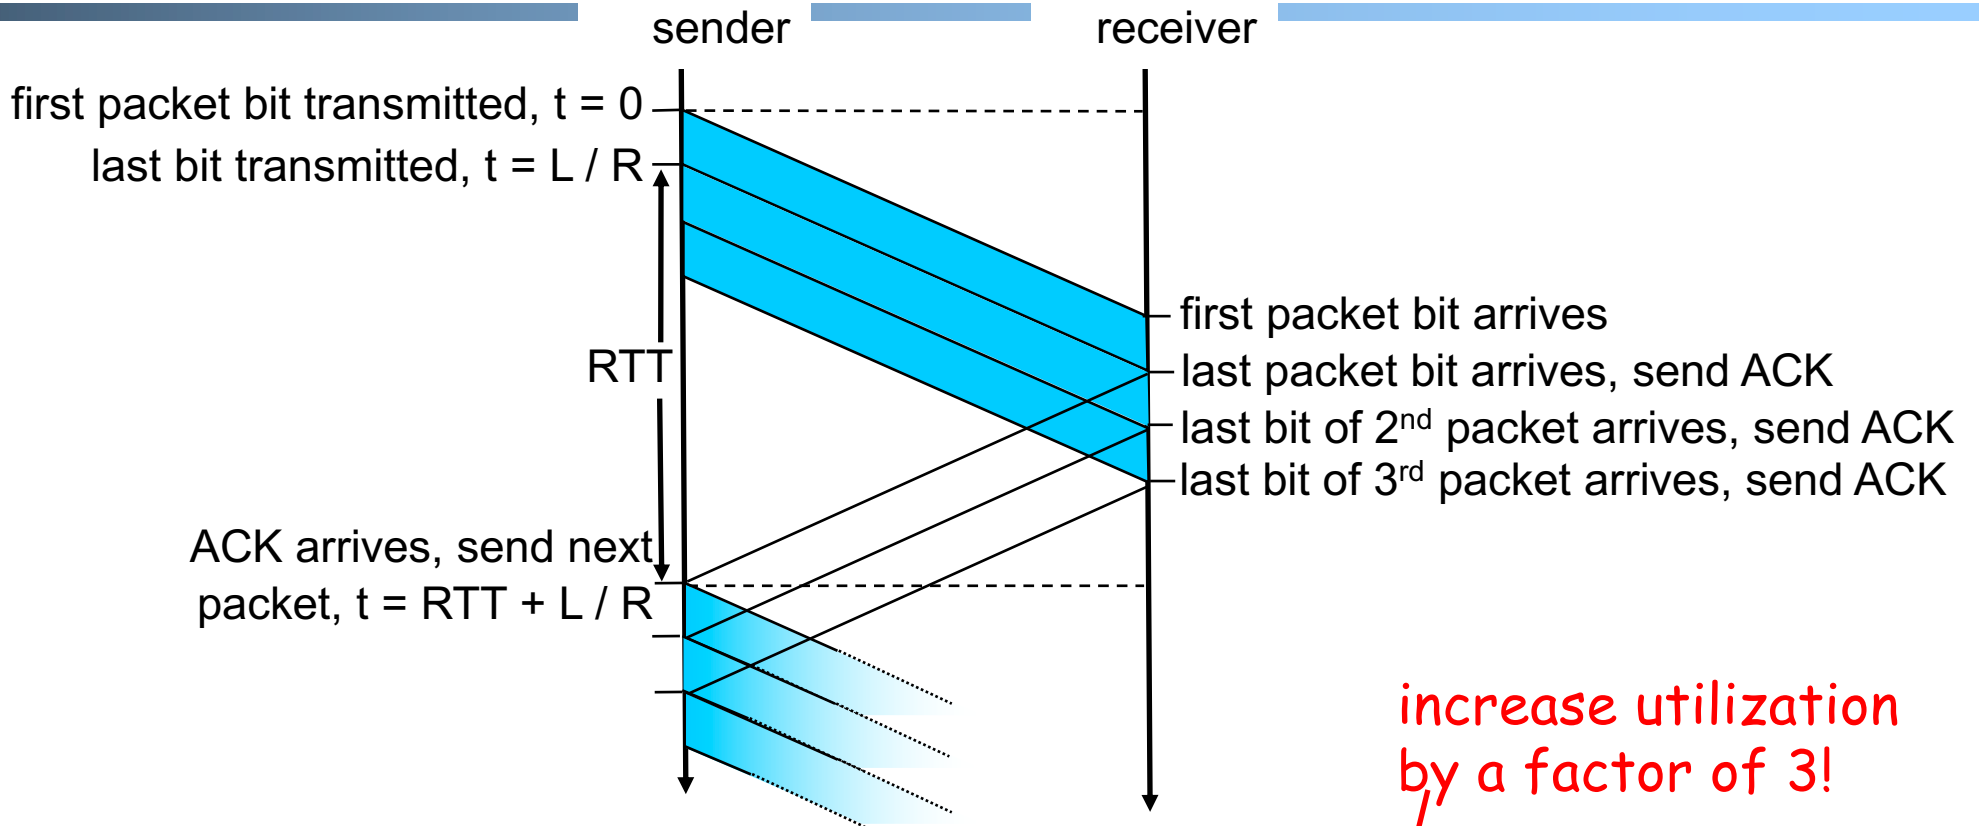 sender
receiver
first packet bit transmitted, t = 0
last bit transmitted, t = L / R
first packet bit arrives
RTT
last packet bit arrives, send ACK
last bit of 2nd packet arrives, send ACK
last bit of 3rd packet arrives, send ACK
ACK arrives, send next
packet, t = RTT + L / R
increase utilization
by a factor of 3!